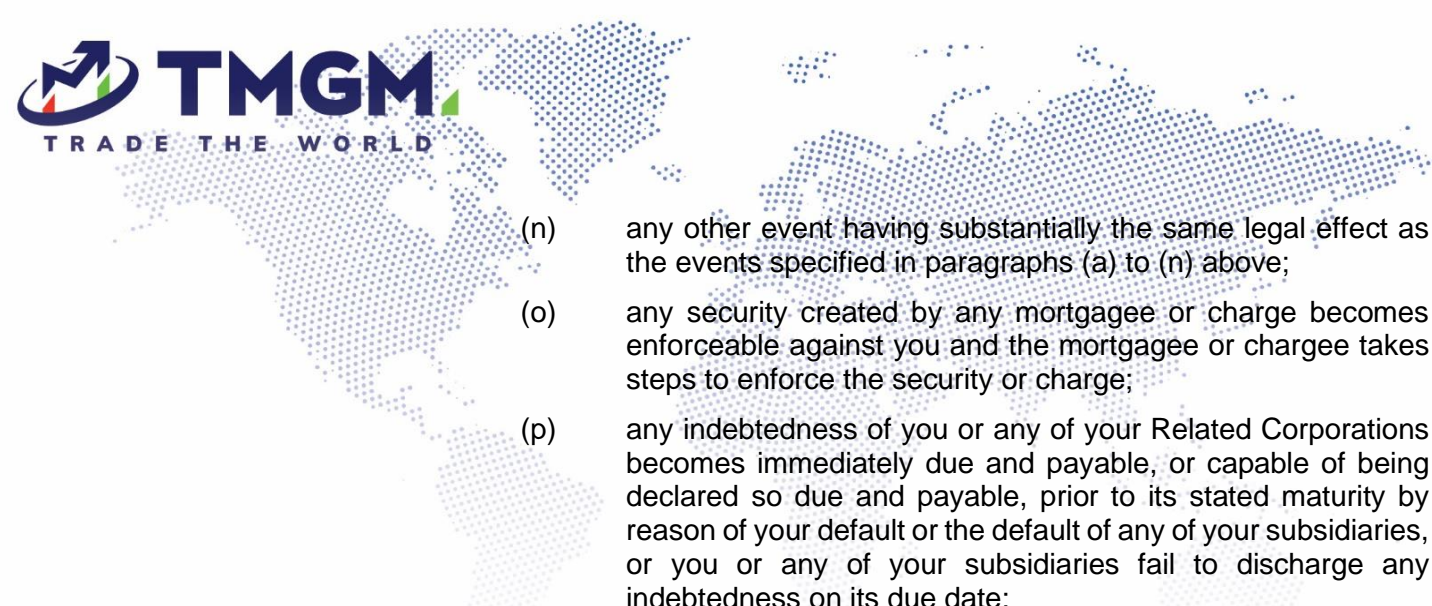 TMGM
TRADE THE WORLD
(n) any other event having substantially the same legal effect as
the events specified in paragraphs (a) to (n) above;
(o) any security created by any mortgagee or charge becomes
enforceable against you and the mortgagee or chargee takes
steps to enforce the security or charge;
(p) any indebtedness of you or any of your Related Corporations
becomes immediately due and payable, or capable of being
declared so due and payable, prior to its stated maturity by
reason of your default or the default of any of your subsidiaries,
or you or any of your subsidiaries fail to discharge any
indebtedness on its due date;